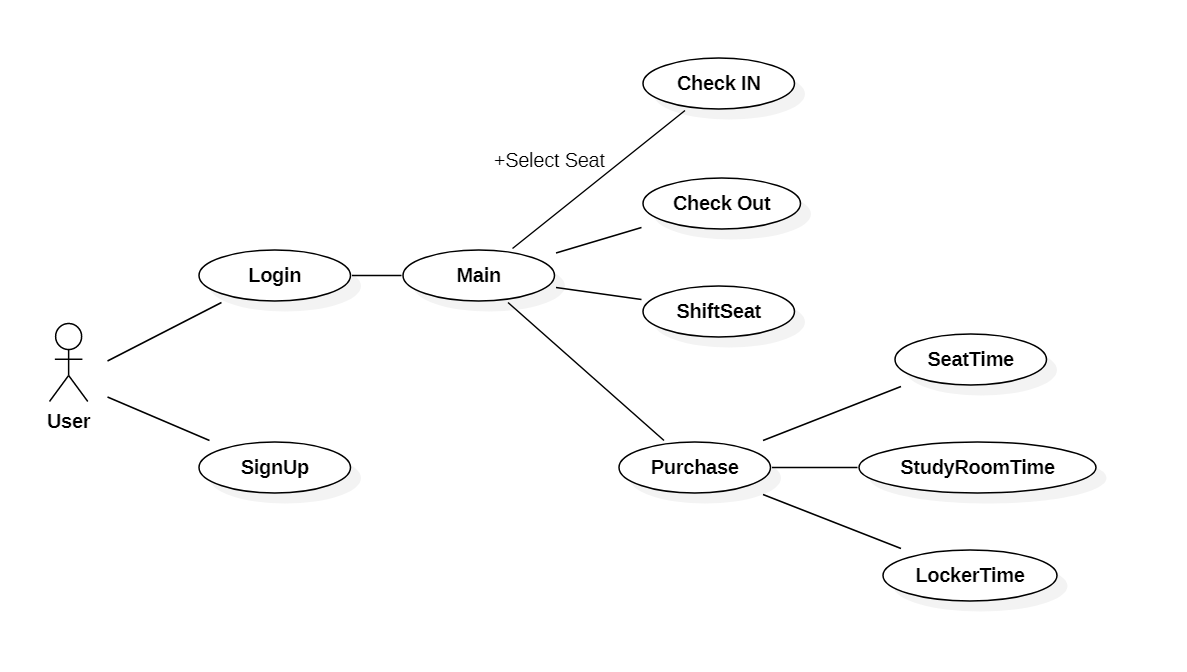 Check IN
+Select Seat
Check Out
Login
Main
ShiftSeat
SeatTime
User
SignUp
Purchase
StudyRoomTime
LockerTime